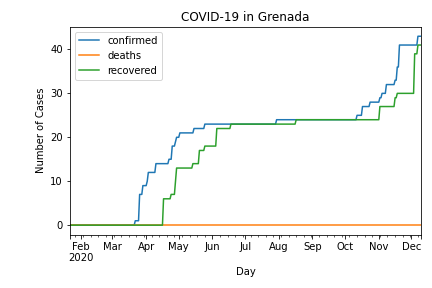 COVID-19 in Grenada
confirmed
deaths
recovered
Number of Cases
40
30
20
10
0
Feb Mar Apr May Jun Jul Aug Sep Oct Nov Dec
2020
Day